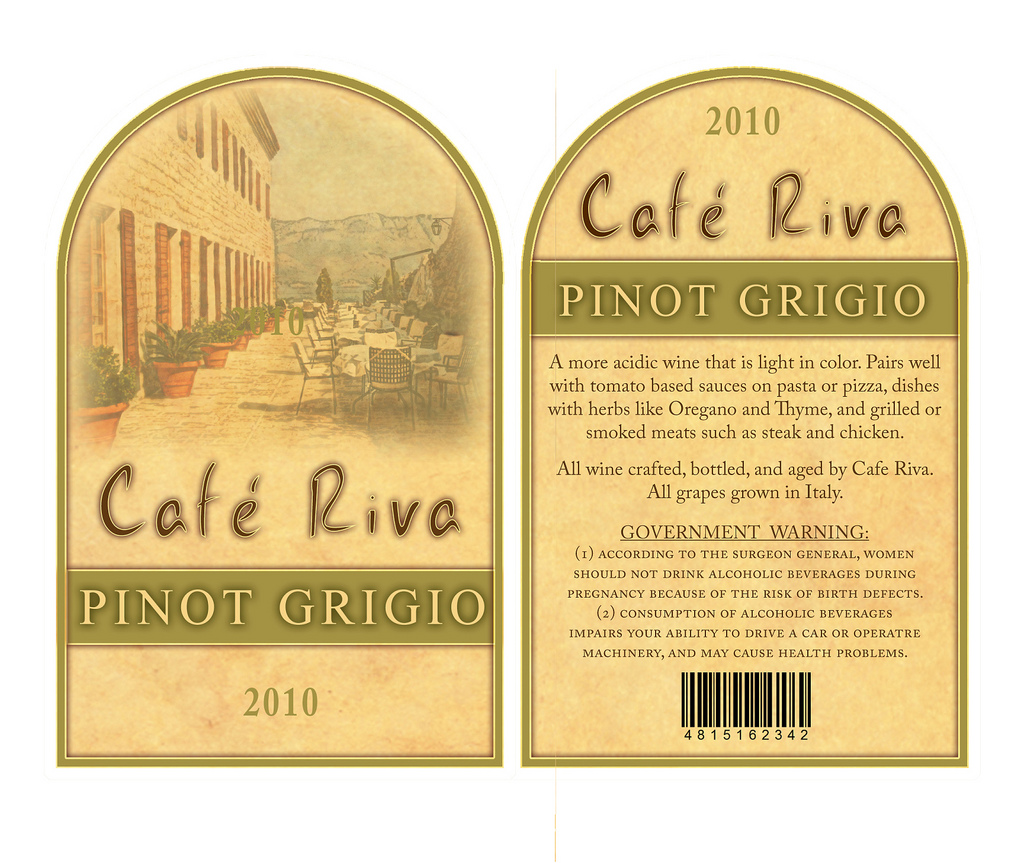 2010
Café Riva
PINOT GRIGIO
2010
2010
Café Riva
PINOT GRIGIO
A more acidic wine that is light in color. Pairs well
with tomato based sauces on pasta or pizza, dishes
with herbs like Oregano and Thyme, and grilled or
smoked meats such as steak and chicken.
All wine crafted, bottled, and aged by Cafe Riva.
All grapes grown in Italy.
GOVERNMENT WARNING:
(1) ACCORDING TO THE SURGEON GENERAL, WOMEN
SHOULD NOT DRINK ALCOHOLIC BEVERAGES DURING
PREGNANCY BECAUSE OF THE RISK OF BIRTH DEFECTS.
(2) CONSUMPTION OF ALCOHOLIC BEVERAGES
IMPAIRS YOUR ABILITY TO DRIVE A CAR OR OPERATRE
MACHINERY, AND MAY CAUSE HEALTH PROBLEMS.
4815162342